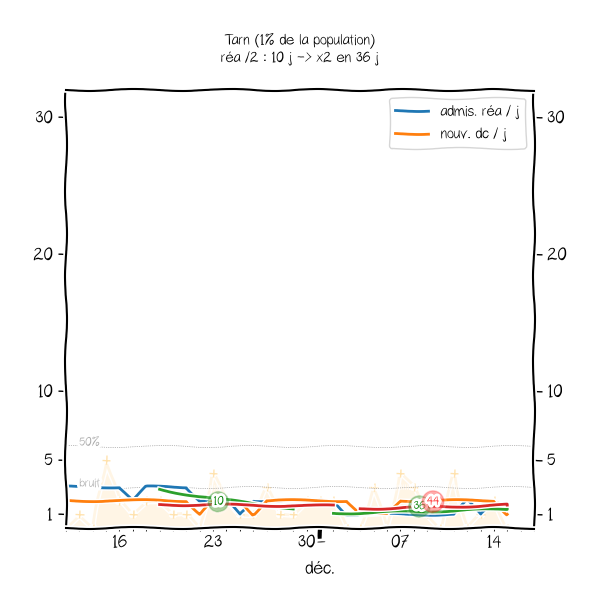 Tarn (1% de la population)
réa /2 : 10 j -> x2 en 36 j
admis. réa / j
nouv. dc / j
30 30
20 20
10 10
50%
5 5
bruit
10 36 44
1 1
16 23 30 07 14
déc.